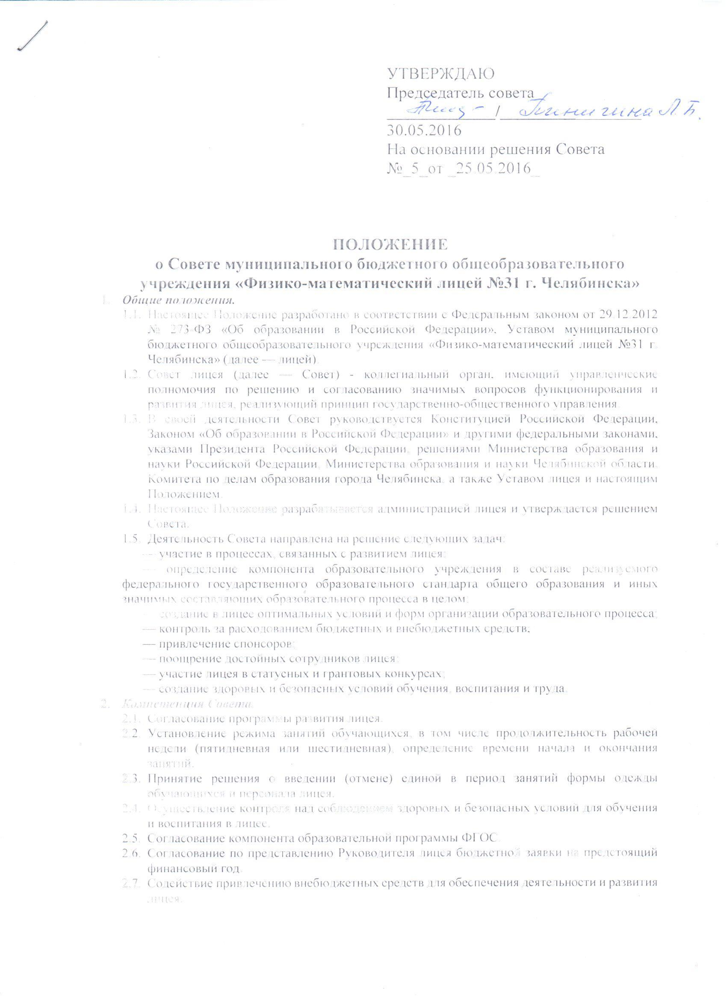 УТВЕРЖДАЮ
Председатель совета
/ Пинигина Л.Б.
30.05.2016
На основании решения Совета
№_5_от _25.05.2016_
ПОЛОЖЕНИЕ
о Совете муниципального бюджетного общеобразовательного
учреждения «Физико-математический лицей №31 г. Челябинска»
1. Общие положения.
1.1. Настоящее Положение разработано в соответствии с Федеральным законом от 29.12.2012
№ 273-ФЗ «Об образовании в Российской Федерации», Уставом муниципального
бюджетного общеобразовательного учреждения «Физико-математический лицей №31 г.
Челябинска» (далее — лицей).
1.2. Совет лицея (далее — Совет) - коллегиальный орган, имеющий управленческие
полномочия по решению и согласованию значимых вопросов функционирования и
развития лицея, реализующий принцип государственно-общественного управления.
1.3. В своей деятельности Совет руководствуется Конституцией Российской Федерации,
Законом «Об образовании в Российской Федерации» и другими федеральными законами,
указами Президента Российской Федерации, решениями Министерства образования и
науки Российской Федерации, Министерства образования и науки Челябинской области,
Комитета по делам образования города Челябинска, а также Уставом лицея и настоящим
Положением.
1.4. Настоящее Положение разрабатывается администрацией лицея и утверждается решением
Совета.
1.5. Деятельность Совета направлена на решение следующих задач:
— участие в процессах, связанных с развитием лицея;
— определение компонента образовательного учреждения в составе реализуемого
федерального государственного образовательного стандарта общего образования и иных
значимых составляющих образовательного процесса в целом;
— создание в лицее оптимальных условий и форм организации образовательного процесса;
— контроль за расходованием бюджетных и внебюджетных средств;
— привлечение спонсоров;
— поощрение достойных сотрудников лицея;
— участие лицея в статусных и грантовых конкурсах;
— создание здоровых и безопасных условий обучения, воспитания и труда.
2. Компетенция Совета.
2.1. Согласование программы развития лицея.
2.2. Установление режима занятий обучающихся, в том числе продолжительность рабочей
недели (пятидневная или шестидневная), определение времени начала и окончания
занятий.
2.3. Принятие решения о введении (отмене) единой в период занятий формы одежды
обучающихся и персонала лицея.
2.4. Осуществление контроля над соблюдением здоровых и безопасных условий для обучения
и воспитания в лицее.
2.5. Согласование компонента образовательной программы ФГОС.
2.6. Согласование по представлению Руководителя лицея бюджетной заявки на предстоящий
финансовый год.
2.7. Содействие привлечению внебюджетных средств для обеспечения деятельности и развития
лицея.